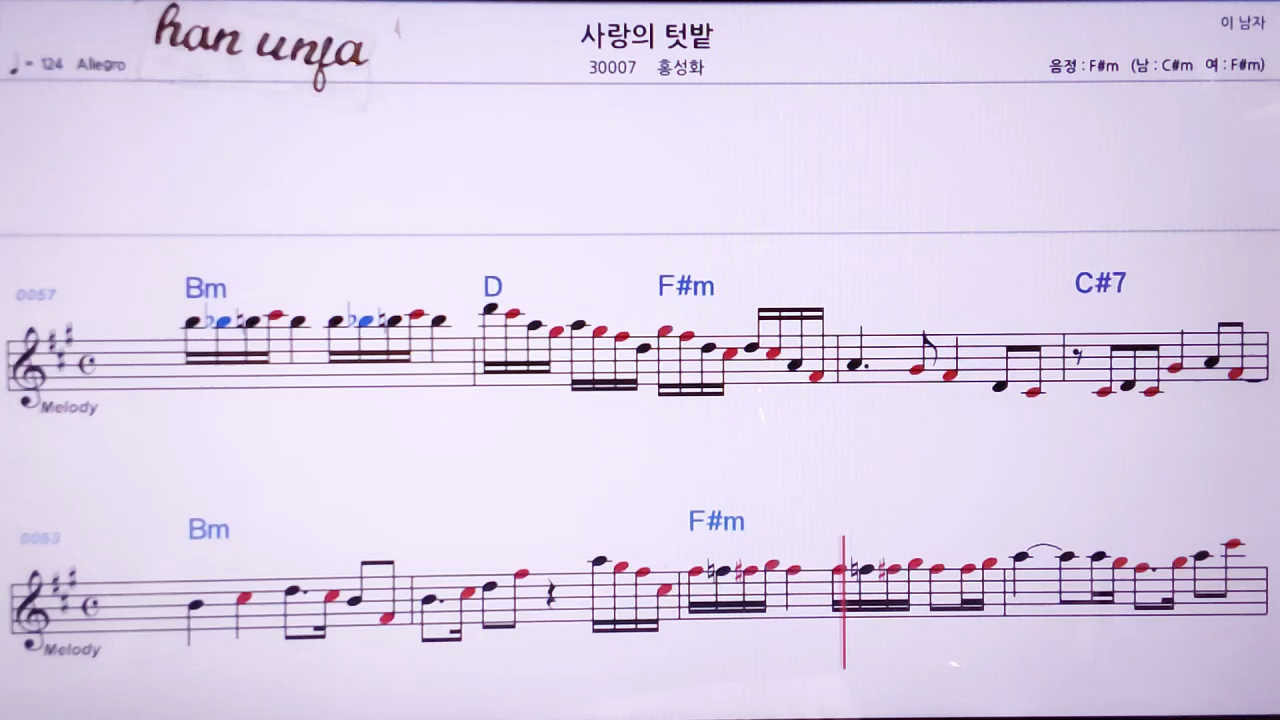 han unja
사랑의 텃밭
이 남자
♩= 124 Allegro
30007 홍성화
음정 : F#m (남 : C#m 여 : F#m)
Bm D F#m C#7
0057
Melody
Bm F#m
0053
Melody